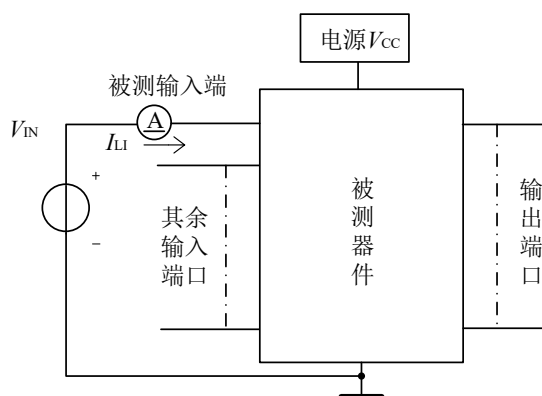 电源VCC
被测输入端
VIN
A
ILI
+
−
其余
输入
端口
被
测
器
件
输
出
端
口